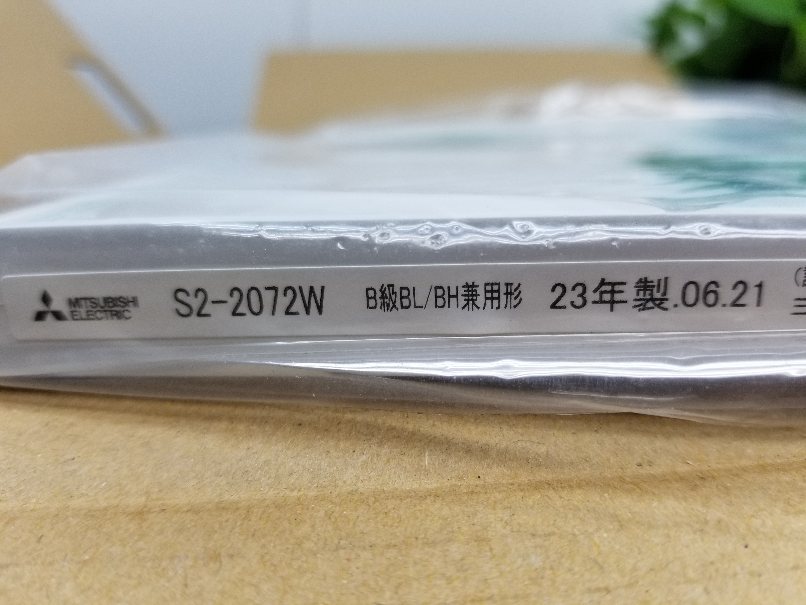 MITSUBISHI
ELECTRIC
S2-2072W B級BL/BH兼用形 23年製.06.21